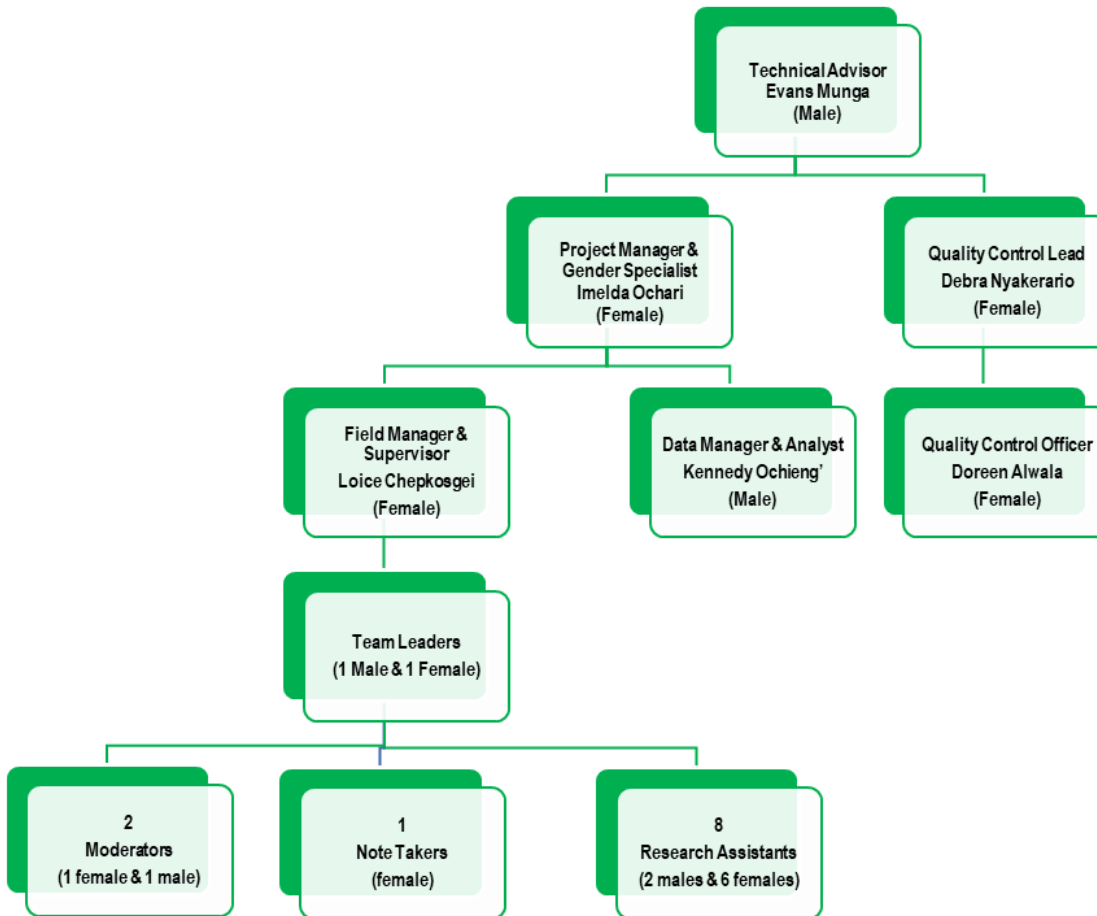 Technical Advisor
Evans Munga
(Male)
Project Manager &
Gender Specialist
Imelda Ochari
(Female)
Quality Control Lead
Debra Nyakerario
(Female)
Field Manager &
Supervisor
Loice Chepkosgei
(Female)
Data Manager & Analyst
Kennedy Ochieng’
(Male)
Quality Control Officer
Doreen Alwala
(Female)
Team Leaders
(1 Male & 1 Female)
2
Moderators
(1 female & 1 male)
1
Note Takers
(female)
8
Research Assistants
(2 males & 6 females)